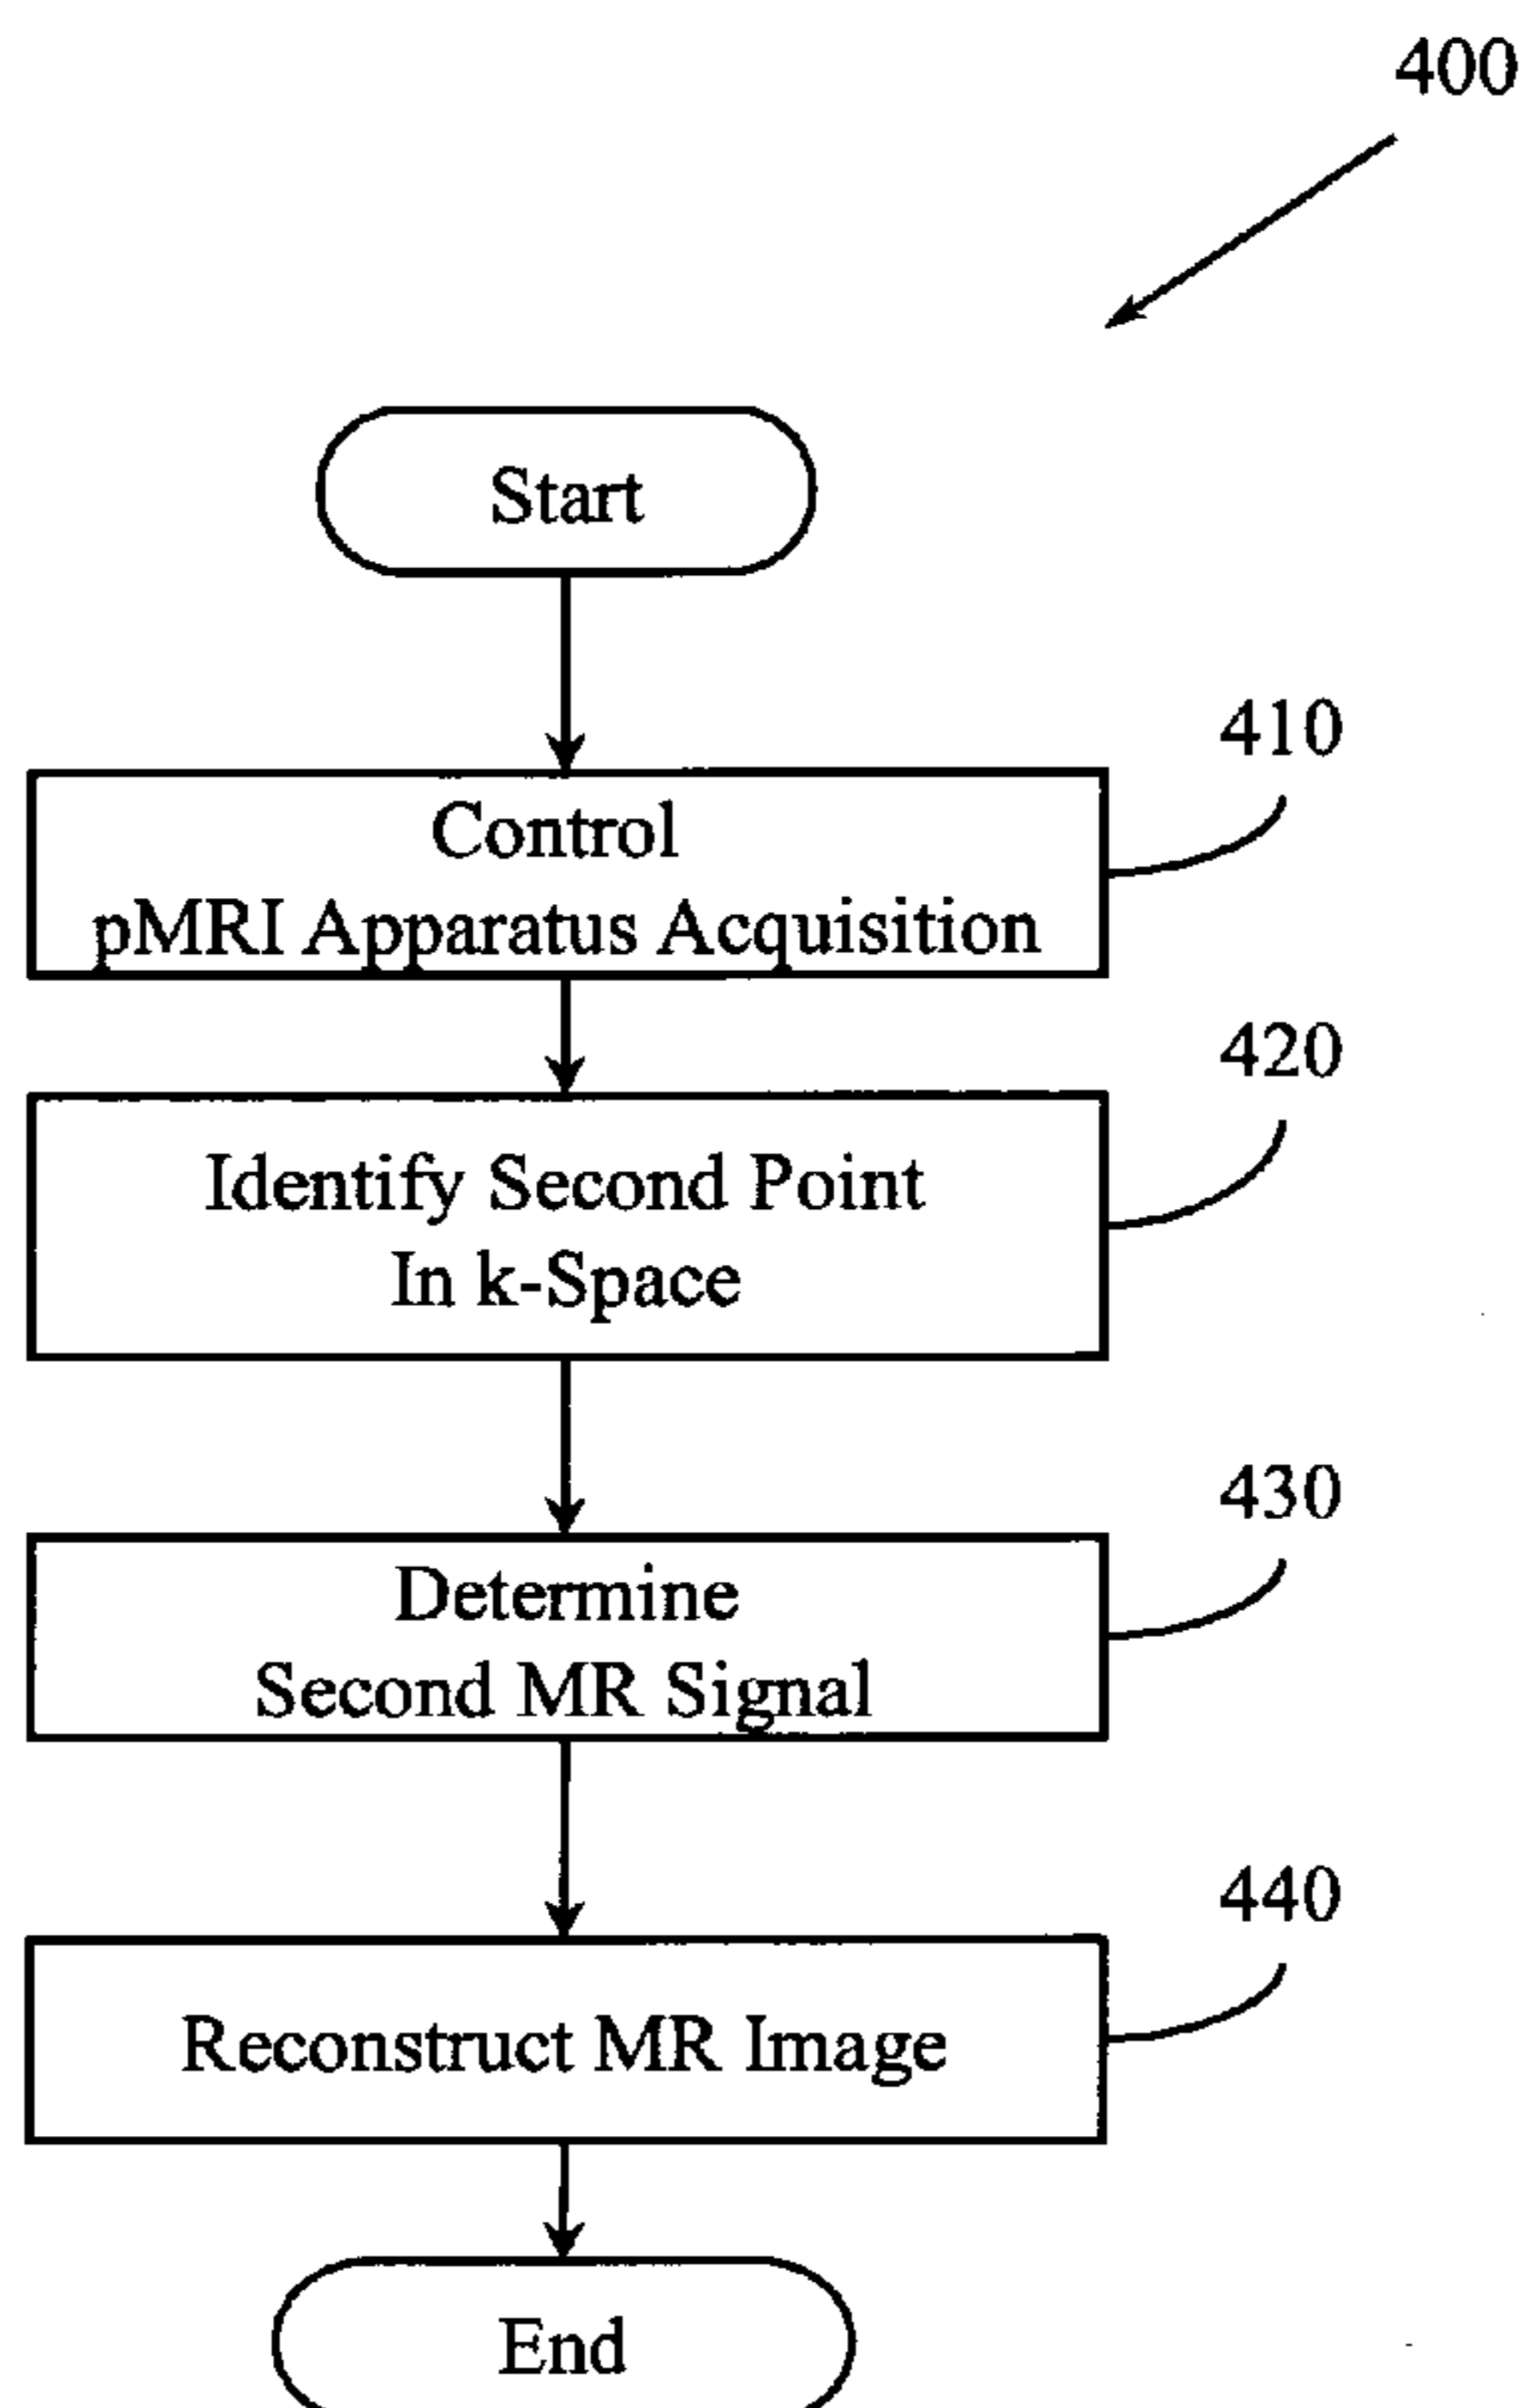 400
Start
410
Control
pMRI Apparatus Acquisition
420
Identify Second Point
In k-Space
430
Determine
Second MR Signal
440
Reconstruct MR Image
End